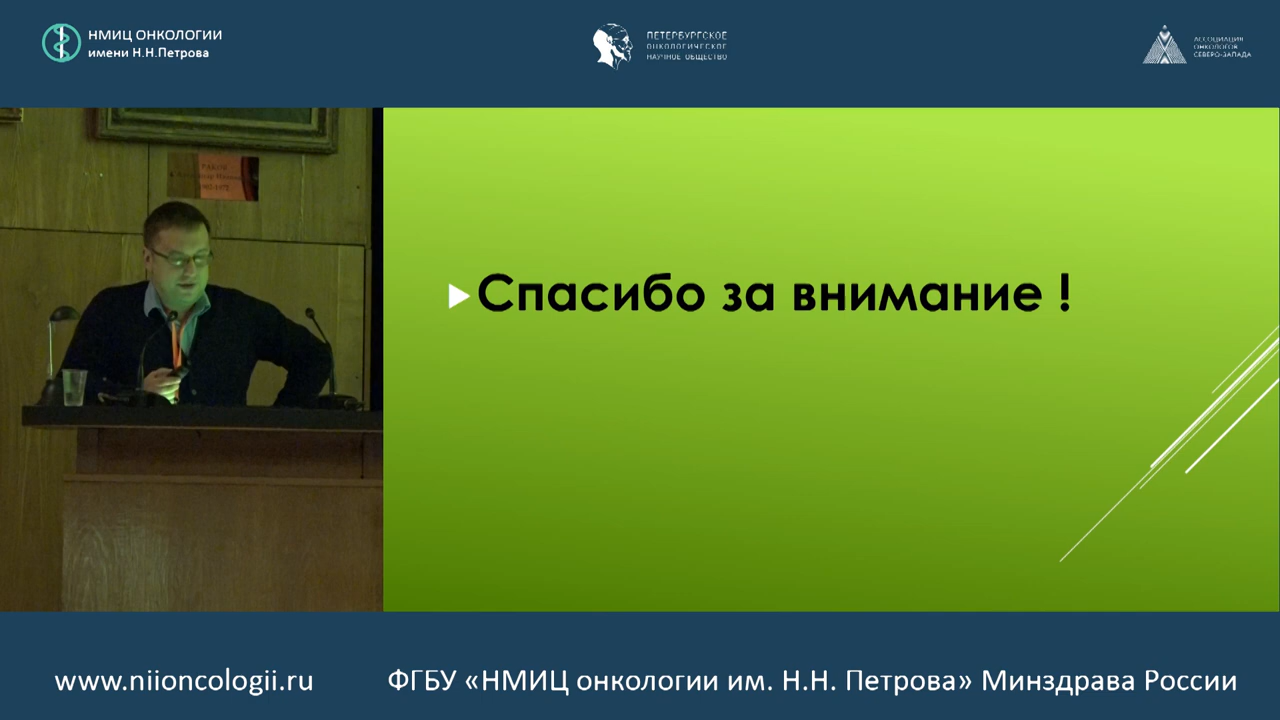 НМИЦ ОНКОЛОГИИ
имени Н.Н.Петрова
ПЕТЕРБУРГСКОЕ
ОНКОЛОГИЧЕСКОЕ
НАУЧНОЕ ОБЩЕСТВО
АССОЦИАЦИЯ
ОНКОЛОГОВ
СЕВЕРО-ЗАПАДА
Спасибо за внимание !
www.niioncologii.ru
ФГБУ «НМИЦ онкологии им. Н.Н. Петрова» Минздрава России